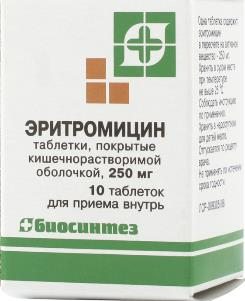 ЭРИТРОМИЦИН
таблетки, покрытые
кишечнорастворимой
оболочкой, 250 мг
10 таблеток
для приема внутрь
биосинтез
Одна таблетка содержит
эритромицин
в пересчете на активное
вещество - 250 мг.
Хранить в сухом месте
при температуре
не выше 25 °C.
Соблюдать инструкцию
по применению.
Хранить в недоступном
для детей месте.
Отпускается по рецепту
врача.
Не применять по истечении
срока годности.